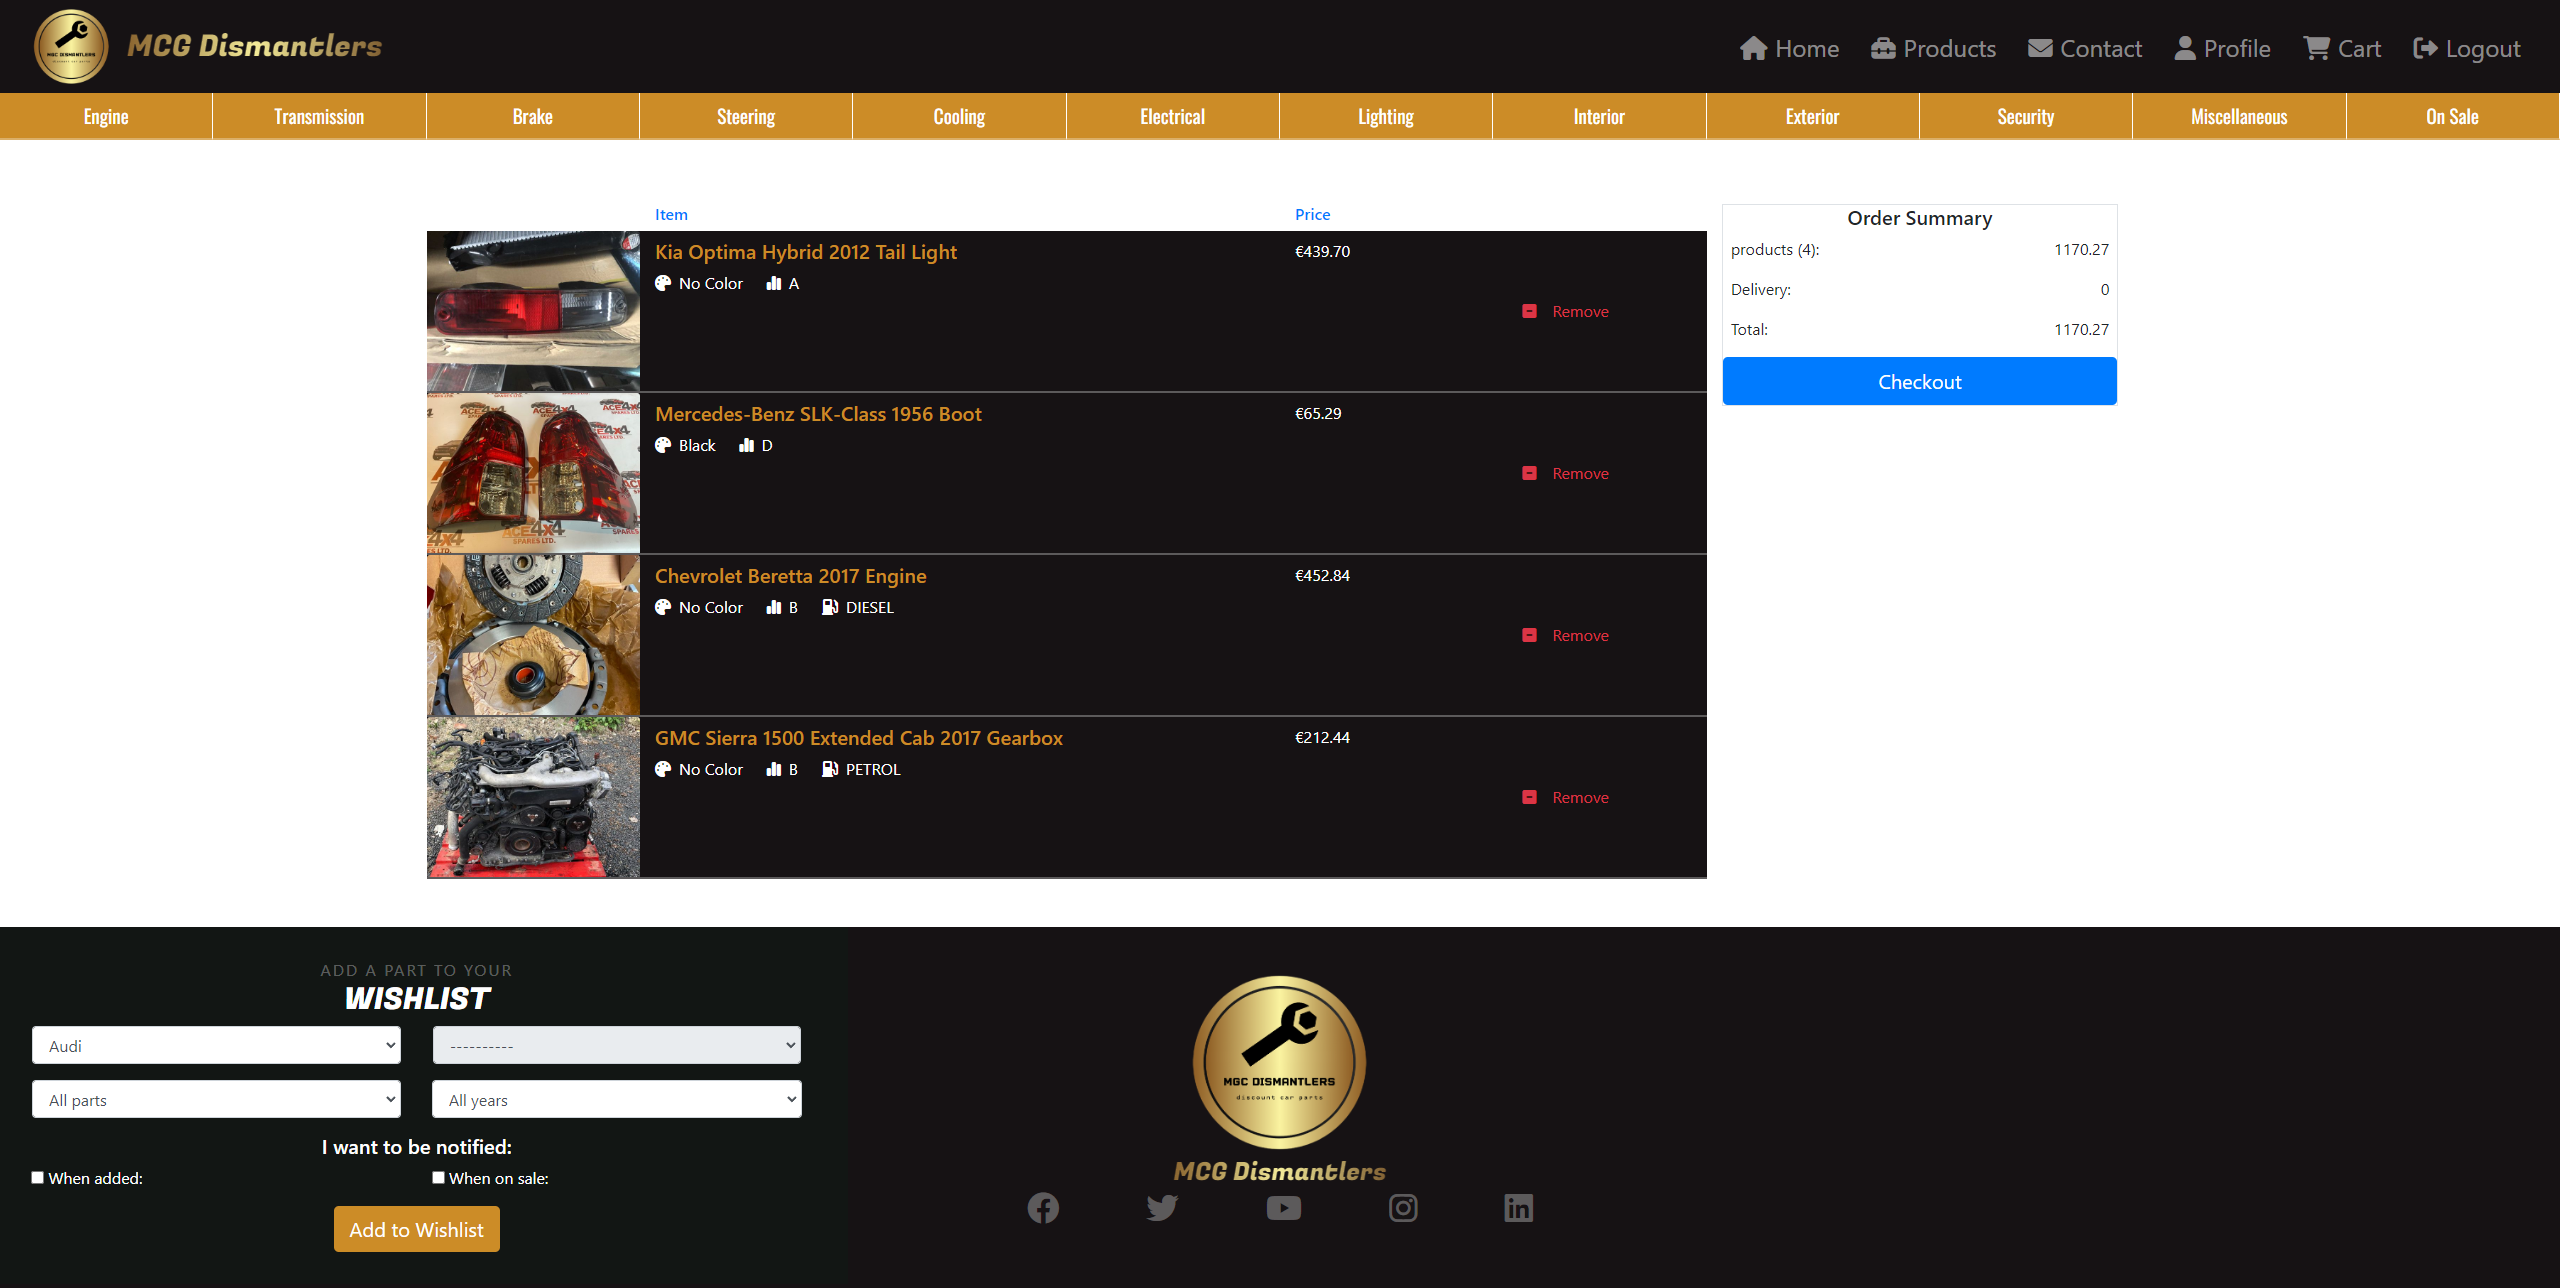 MGC DISMANTLERS
MCG Dismantlers
Home Products Contact Profile Cart Logout
Engine Transmission Brake Steering Cooling Electrical Lighting Interior Exterior Security Miscellaneous On Sale
Item Price
Kia Optima Hybrid 2012 Tail Light €439.70
No Color A
Remove
Mercedes-Benz SLK-Class 1956 Boot €65.29
Black D
Remove
ACE4x4
SPARES LTD.
Chevrolet Beretta 2017 Engine €452.84
No Color B DIESEL
Remove
GMC Sierra 1500 Extended Cab 2017 Gearbox €212.44
No Color B PETROL
Remove
Order Summary
products (4): 1170.27
Delivery: 0
Total: 1170.27
Checkout
ADD A PART TO YOUR
WISHLIST
Audi ----------
All parts All years
I want to be notified:
When added: When on sale:
Add to Wishlist
MGC DISMANTLERS
discount car parts
MCG Dismantlers